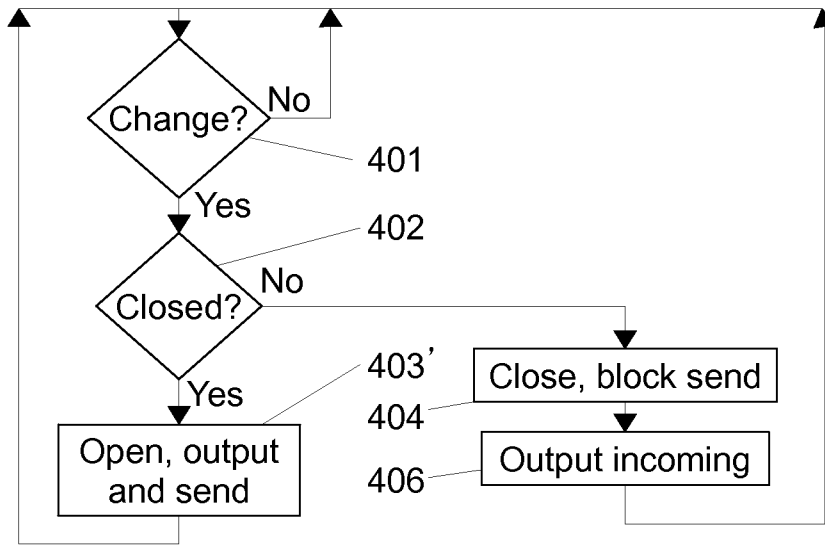 Change?
No
401
Yes
402
Closed?
No
403’
Yes
Close, block send
404
Open, output
and send
Output incoming
406